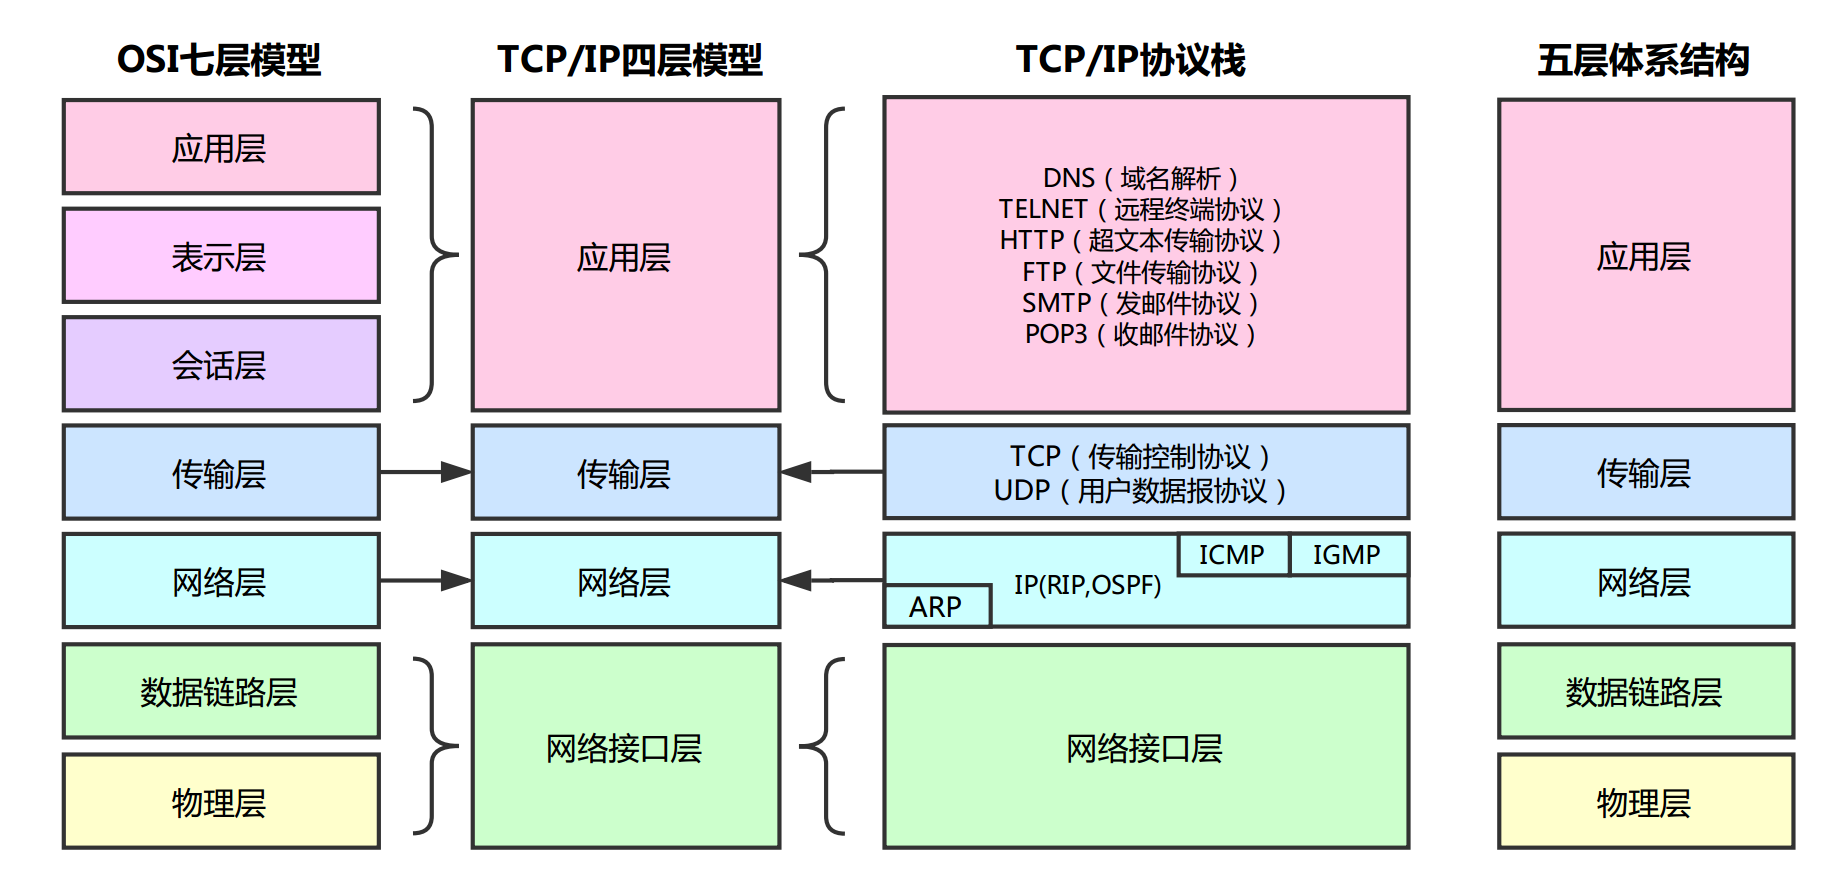 OSI七层模型
应用层
表示层
会话层
传输层
网络层
数据链路层
物理层
TCP/IP四层模型
应用层
传输层
网络层
网络接口层
TCP/IP协议栈
DNS（域名解析）
TELNET（远程终端协议）
HTTP（超文本传输协议）
FTP（文件传输协议）
SMTP（发邮件协议）
POP3（收邮件协议）
TCP（传输控制协议）
UDP（用户数据报协议）
ICMP
IGMP
IP(RIP,OSPF)
ARP
网络接口层
五层体系结构
应用层
传输层
网络层
数据链路层
物理层